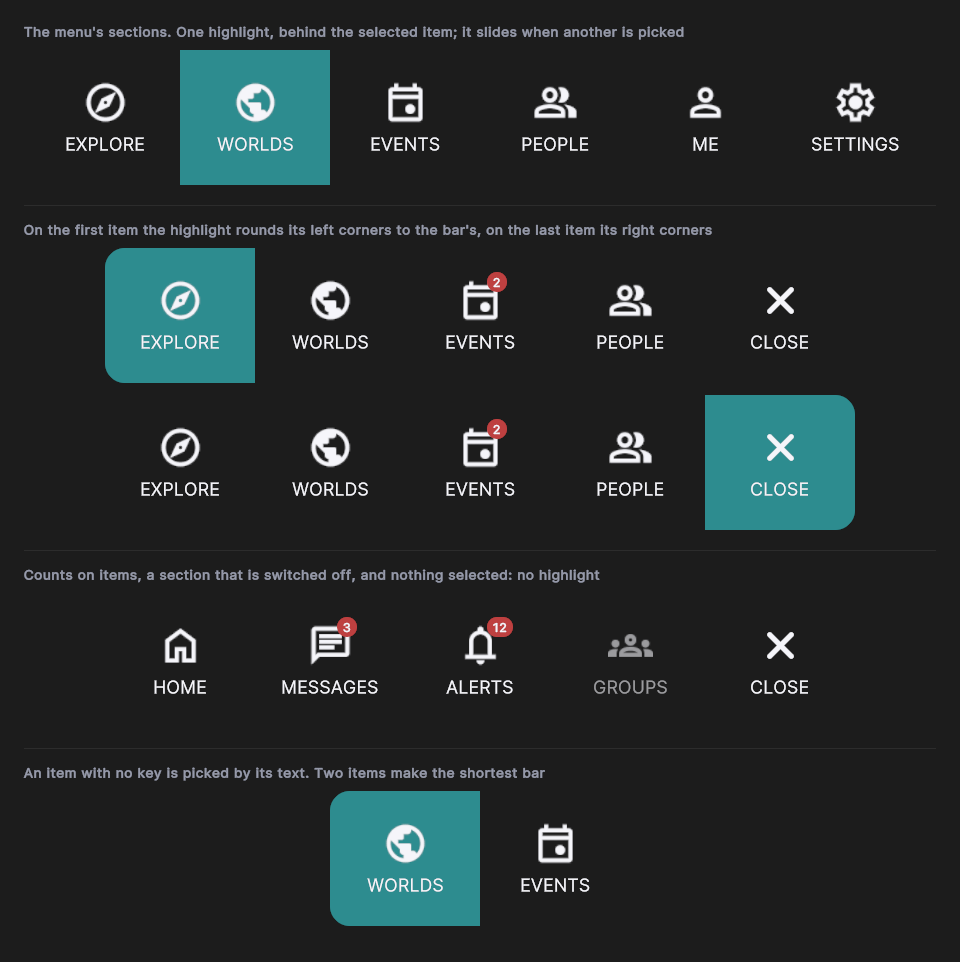 The menu's sections. One highlight, behind the selected item; it slides when another is picked
EXPLORE WORLDS EVENTS PEOPLE ME SETTINGS
On the first item the highlight rounds its left corners to the bar's, on the last item its right corners
2
EXPLORE WORLDS EVENTS PEOPLE CLOSE
2
EXPLORE WORLDS EVENTS PEOPLE CLOSE
Counts on items, a section that is switched off, and nothing selected: no highlight
3 12
HOME MESSAGES ALERTS GROUPS CLOSE
An item with no key is picked by its text. Two items make the shortest bar
WORLDS EVENTS